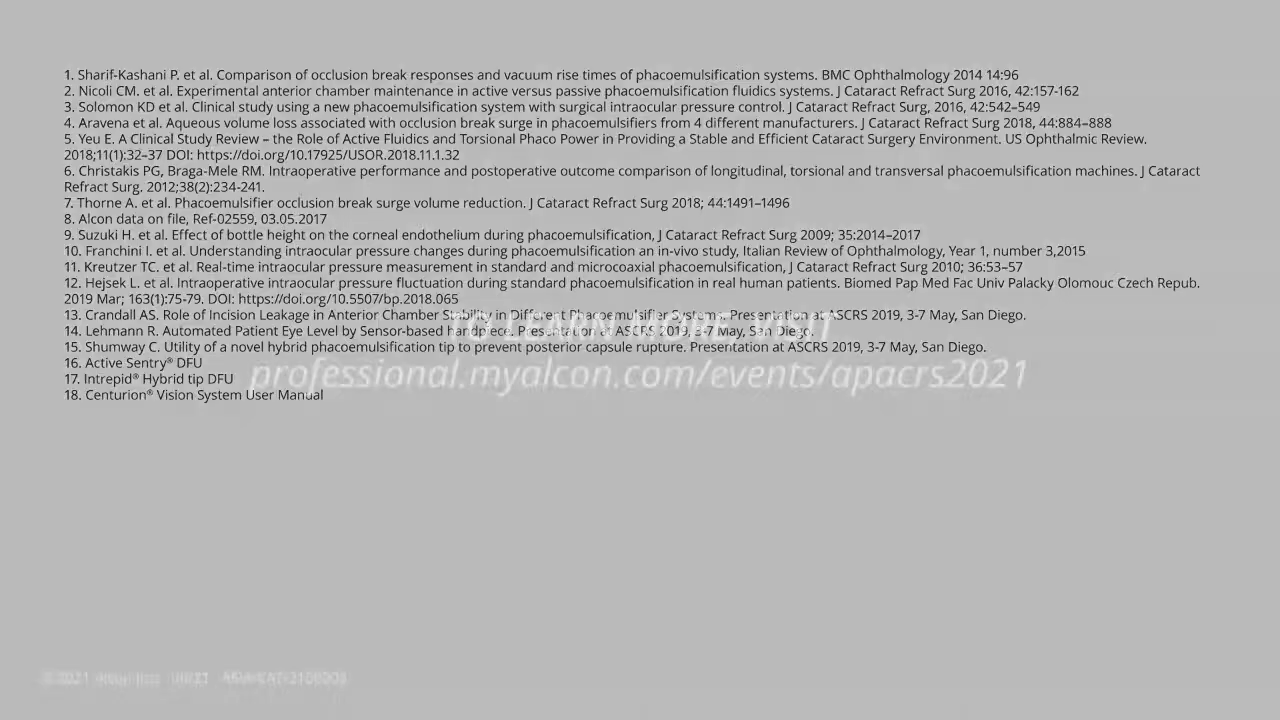 1. Sharif-Kashani P. et al. Comparison of occlusion break responses and vacuum rise times of phacoemulsification systems. BMC Ophthalmology 2014 14:96
2. Nicoli CM. et al. Experimental anterior chamber maintenance in active versus passive phacoemulsification fluidics systems. J Cataract Refract Surg 2016, 42:157-162
3. Solomon KD et al. Clinical study using a new phacoemulsification system with surgical intraocular pressure control. J Cataract Refract Surg, 2016, 42:542–549
4. Aravena et al. Aqueous volume loss associated with occlusion break surge in phacoemulsifiers from 4 different manufacturers. J Cataract Refract Surg 2018, 44:884–888
5. Yeu E. A Clinical Study Review – the Role of Active Fluidics and Torsional Phaco Power in Providing a Stable and Efficient Cataract Surgery Environment. US Ophthalmic Review.
2018;11(1):32–37 DOI: https://doi.org/10.17925/USOR.2018.11.1.32
6. Christakis PG, Braga-Mele RM. Intraoperative performance and postoperative outcome comparison of longitudinal, torsional and transversal phacoemulsification machines. J Cataract
Refract Surg. 2012;38(2):234-241.
7. Thorne A. et al. Phacoemulsifier occlusion break surge volume reduction. J Cataract Refract Surg 2018; 44:1491–1496
8. Alcon data on file, Ref-02559, 03.05.2017
9. Suzuki H. et al. Effect of bottle height on the corneal endothelium during phacoemulsification, J Cataract Refract Surg 2009; 35:2014–2017
10. Franchini I. et al. Understanding intraocular pressure changes during phacoemulsification an in-vivo study, Italian Review of Ophthalmology, Year 1, number 3,2015
11. Kreutzer TC. et al. Real-time intraocular pressure measurement in standard and microcoaxial phacoemulsification, J Cataract Refract Surg 2010; 36:53–57
12. Hejsek L. et al. Intraoperative intraocular pressure fluctuation during standard phacoemulsification in real human patients. Biomed Pap Med Fac Univ Palacky Olomouc Czech Repub.
2019 Mar; 163(1):75-79. DOI: https://doi.org/10.5507/bp.2018.065
13. Crandall AS. Role of Incision Leakage in Anterior Chamber Stability in Different Phacoemulsifier Systems. Presentation at ASCRS 2019, 3-7 May, San Diego.
TO LEARN MORE, VISIT
14. Lehmann R. Automated Patient Eye Level by Sensor-based Handpiece. Presentation at ASCRS 2019, 3-7 May, San Diego.
15. Shumway C. Utility of a novel hybrid phacoemulsification tip to prevent posterior capsule rupture. Presentation at ASCRS 2019, 3-7 May, San Diego.
16. Active Sentry® DFU
professional.myalcon.com/events/apacrs2021
17. Intrepid® Hybrid tip DFU
18. Centurion® Vision System User Manual
©2021